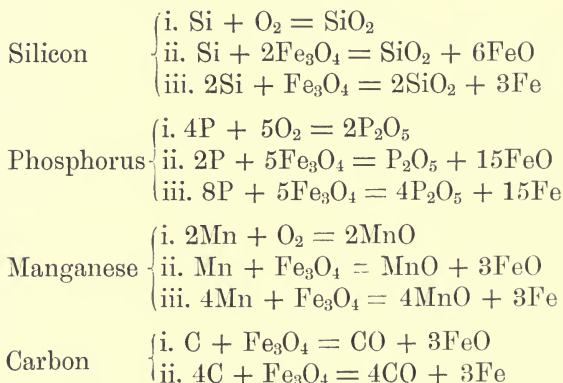 i. Si + O₂ = SiO₂
Silicon ii. Si + 2Fe₃O₄ = SiO₂ + 6FeO
iii. 2Si + Fe₃O₄ = 2SiO₂ + 3Fe
i. 4P + 5O₂ = 2P₂O₅
Phosphorus ii. 2P + 5Fe₃O₄ = P₂O₅ + 15FeO
iii. 8P + 5Fe₃O₄ = 4P₂O₅ + 15Fe
i. 2Mn + O₂ = 2MnO
Manganese ii. Mn + Fe₃O₄ = MnO + 3FeO
iii. 4Mn + Fe₃O₄ = 4MnO + 3Fe
Carbon i. C + Fe₃O₄ = CO + 3FeO
ii. 4C + Fe₃O₄ = 4CO + 3Fe